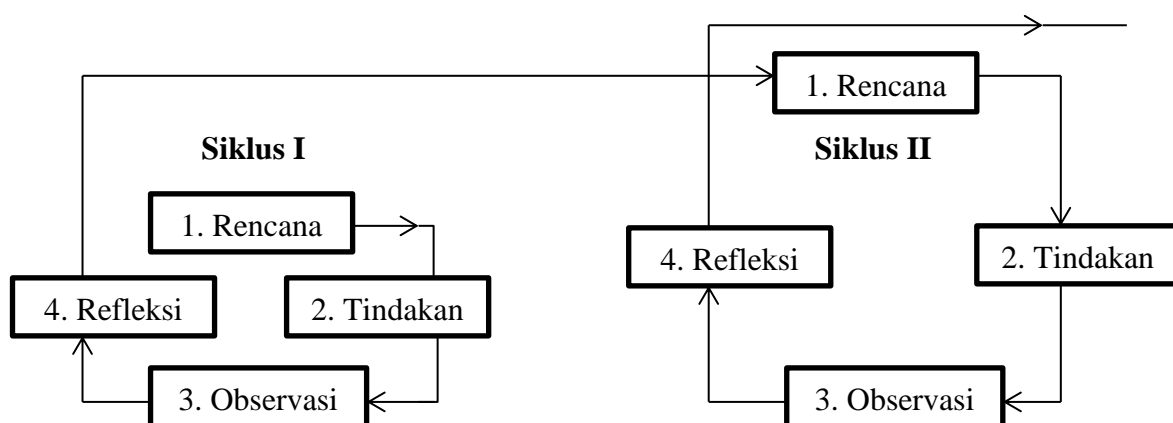 Siklus I
1. Rencana
2. Tindakan
3. Observasi
4. Refleksi
Siklus II
1. Rencana
2. Tindakan
3. Observasi
4. Refleksi